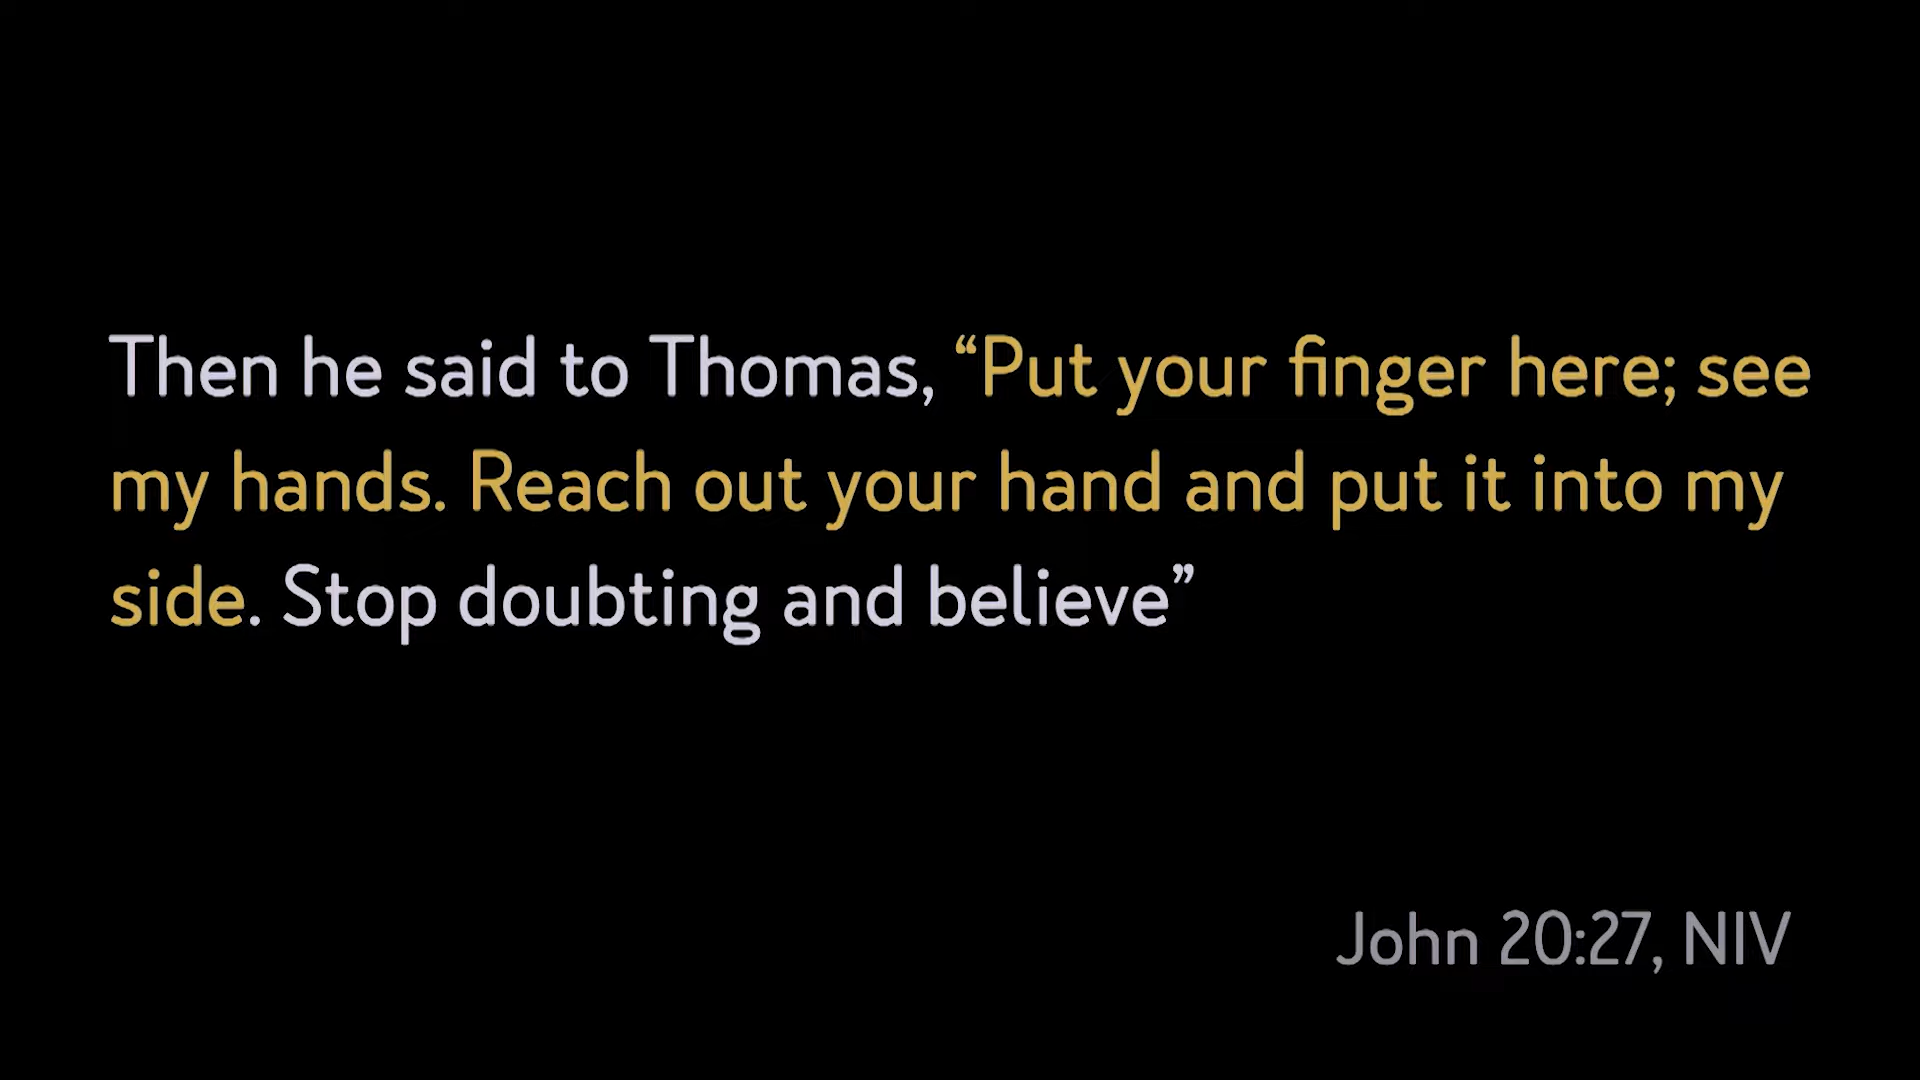 Then he said to Thomas, “Put your finger here; see
my hands. Reach out your hand and put it into my
side. Stop doubting and believe”
John 20:27, NIV